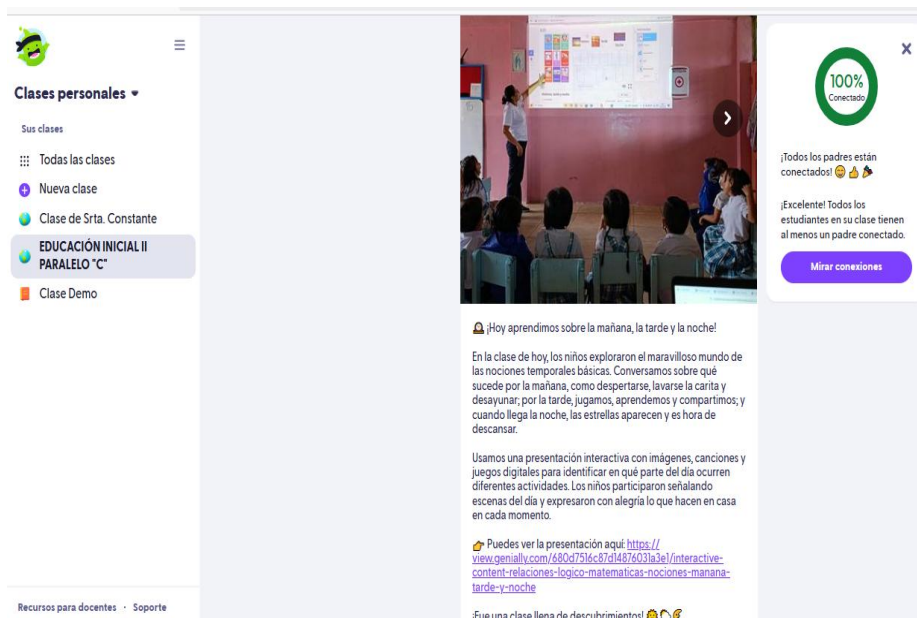 Clases personales
Sus clases
Todas las clases
Nueva clase
Clase de Srta. Constante
EDUCACIÓN INICIAL II
PARALELO "C"
Clase Demo
Recursos para docentes · Soporte
🕰️ ¡Hoy aprendimos sobre la mañana, la tarde y la noche!
En la clase de hoy, los niños exploraron el maravilloso mundo de
las nociones temporales básicas. Conversamos sobre qué
sucede por la mañana, como despertarse, lavarse la carita y
desayunar; por la tarde, jugamos, aprendemos y compartimos; y
cuando llega la noche, las estrellas aparecen y es hora de
descansar.
Usamos una presentación interactiva con imágenes, canciones y
juegos digitales para identificar en qué parte del día ocurren
diferentes actividades. Los niños participaron señalando
escenas del día y expresaron con alegría lo que hacen en casa
en cada momento.
👉 Puedes ver la presentación aquí: https://
view.genially.com/680d7516c87d14876031a3e1/interactive-
content-relaciones-logico-matematicas-nociones-manana-
tarde-y-noche
¡Fue una clase llena de descubrimientos!
100%
Conectado
¡Todos los padres están
conectados! 😊 👍 🎉
¡Excelente! Todos los
estudiantes en su clase tienen
al menos un padre conectado.
Mirar conexiones